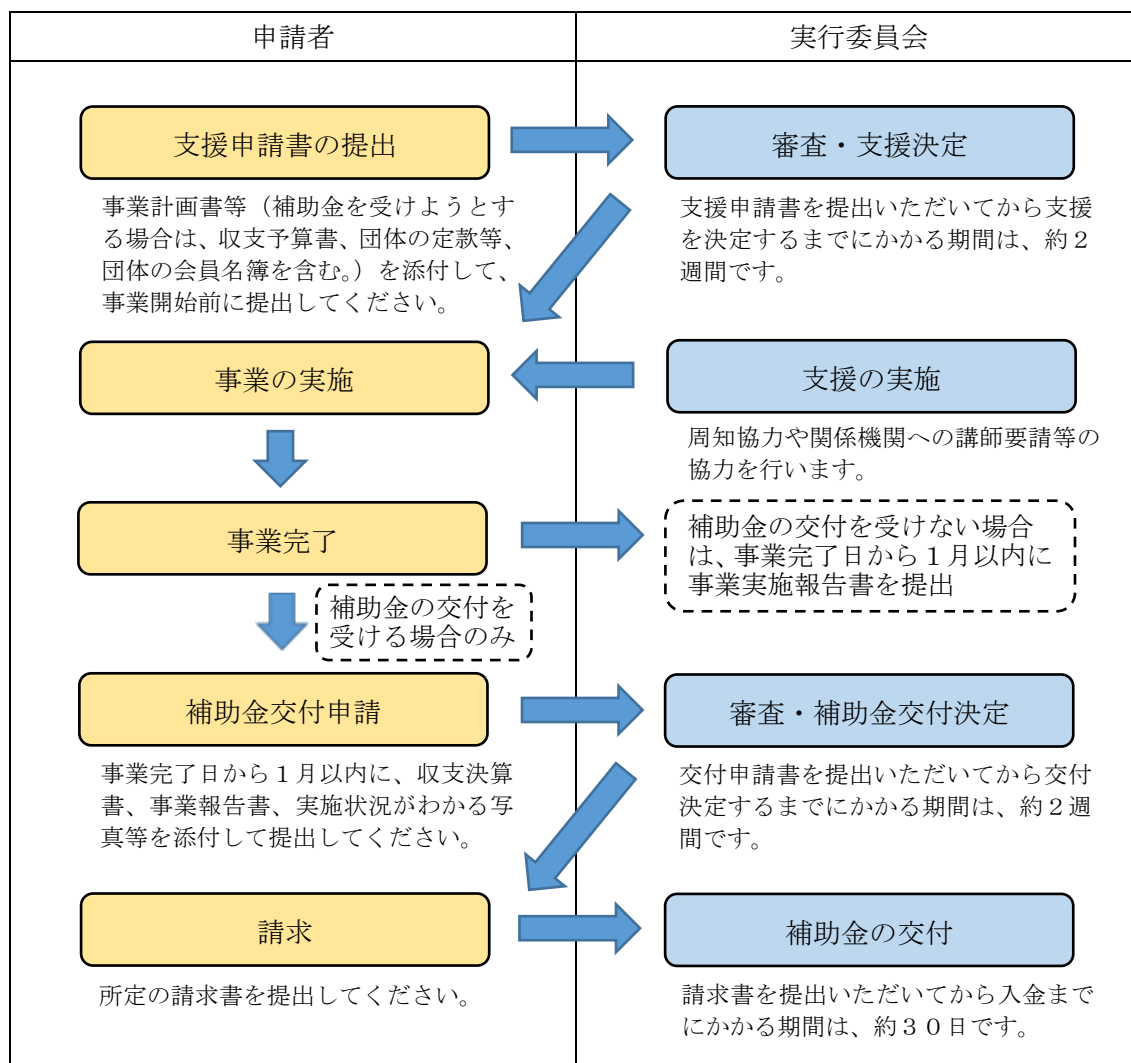 申請者
実行委員会
支援申請書の提出
審査・支援決定
事業計画書等（補助金を受けようとす
る場合は、収支予算書、団体の定款等、
団体の会員名簿を含む。）を添付して、
事業開始前に提出してください。
支援申請書を提出いただいてから支援
を決定するまでにかかる期間は、約２
週間です。
事業の実施
支援の実施
周知協力や関係機関への講師要請等の
協力を行います。
事業完了
補助金の交付を受けない場合
は、事業完了日から１月以内に
事業実施報告書を提出
補助金の交付を
受ける場合のみ
補助金交付申請
審査・補助金交付決定
事業完了日から１月以内に、収支決算
書、事業報告書、実施状況がわかる写
真等を添付して提出してください。
交付申請書を提出いただいてから交付
決定するまでにかかる期間は、約２週
間です。
請求
補助金の交付
所定の請求書を提出してください。
請求書を提出いただいてから入金まで
にかかる期間は、約３０日です。